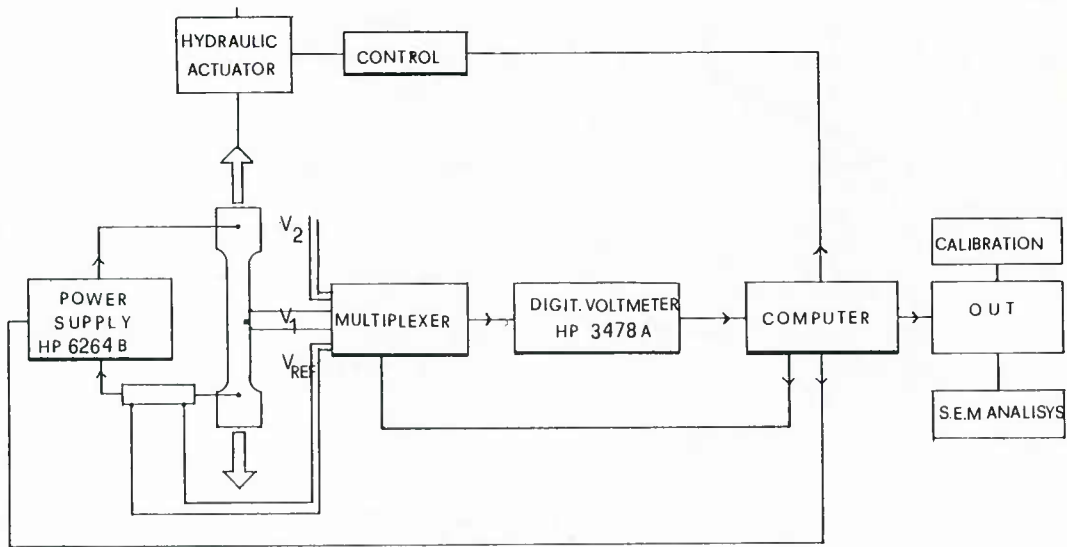 HYDRAULIC
ACTUATOR
CONTROL
V2
CALIBRATION
POWER
SUPPLY
HP 6264 B
V1
MULTIPLEXER
DIGIT. VOLTMETER
HP 3478 A
COMPUTER
OUT
VREF
S.E.M ANALISYS